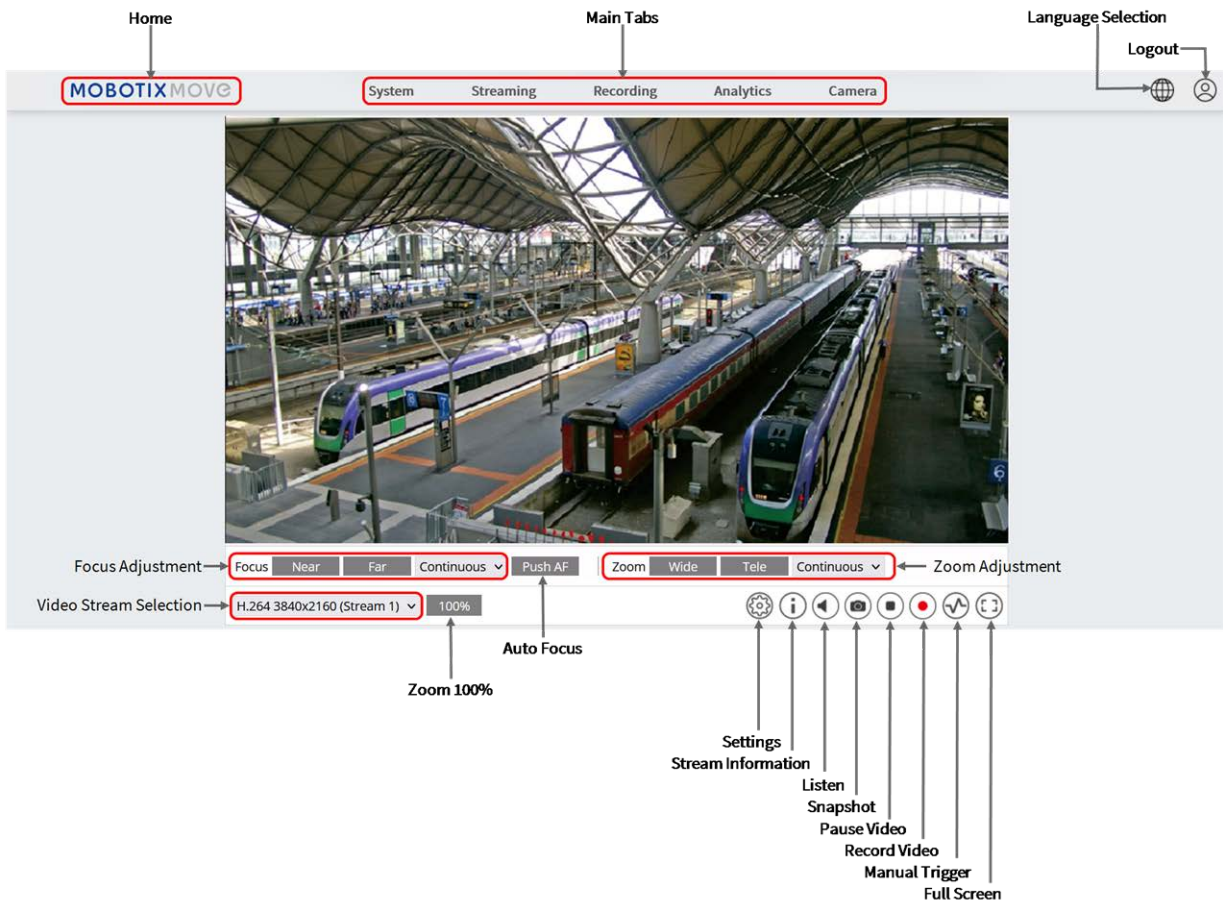 Home
Main Tabs
Language Selection
Logout
MOBOTIX MOVE
System Streaming Recording Analytics Camera
6
Focus Adjustment
Focus Near Far Continuous Push AF Zoom Wide Tele Continuous
Zoom Adjustment
Video Stream Selection
H.264 3840x2160 (Stream 1) 100%
Auto Focus
Zoom 100%
Settings
Stream Information
Listen
Snapshot
Pause Video
Record Video
Manual Trigger
Full Screen